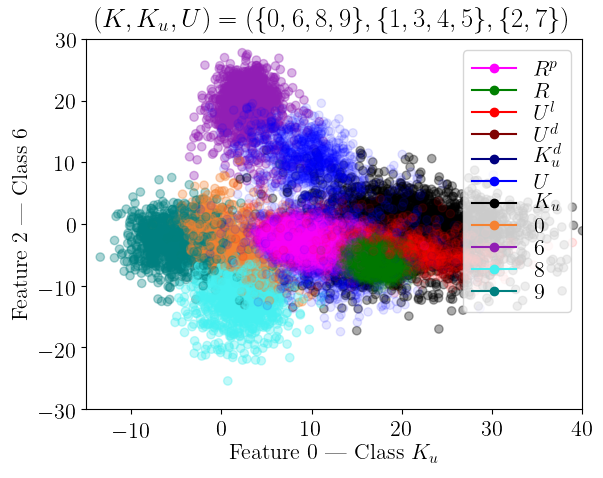 (K, K_u, U) = ({0, 6, 8, 9}, {1, 3, 4, 5}, {2, 7})
Feature 2 — Class 6
30
20
10
0
−10
−20
−30
R^p
R
U^l
U^d
K_u^d
U
K_u
0
6
8
9
−10
0
10
20
30
40
Feature 0 — Class K_u